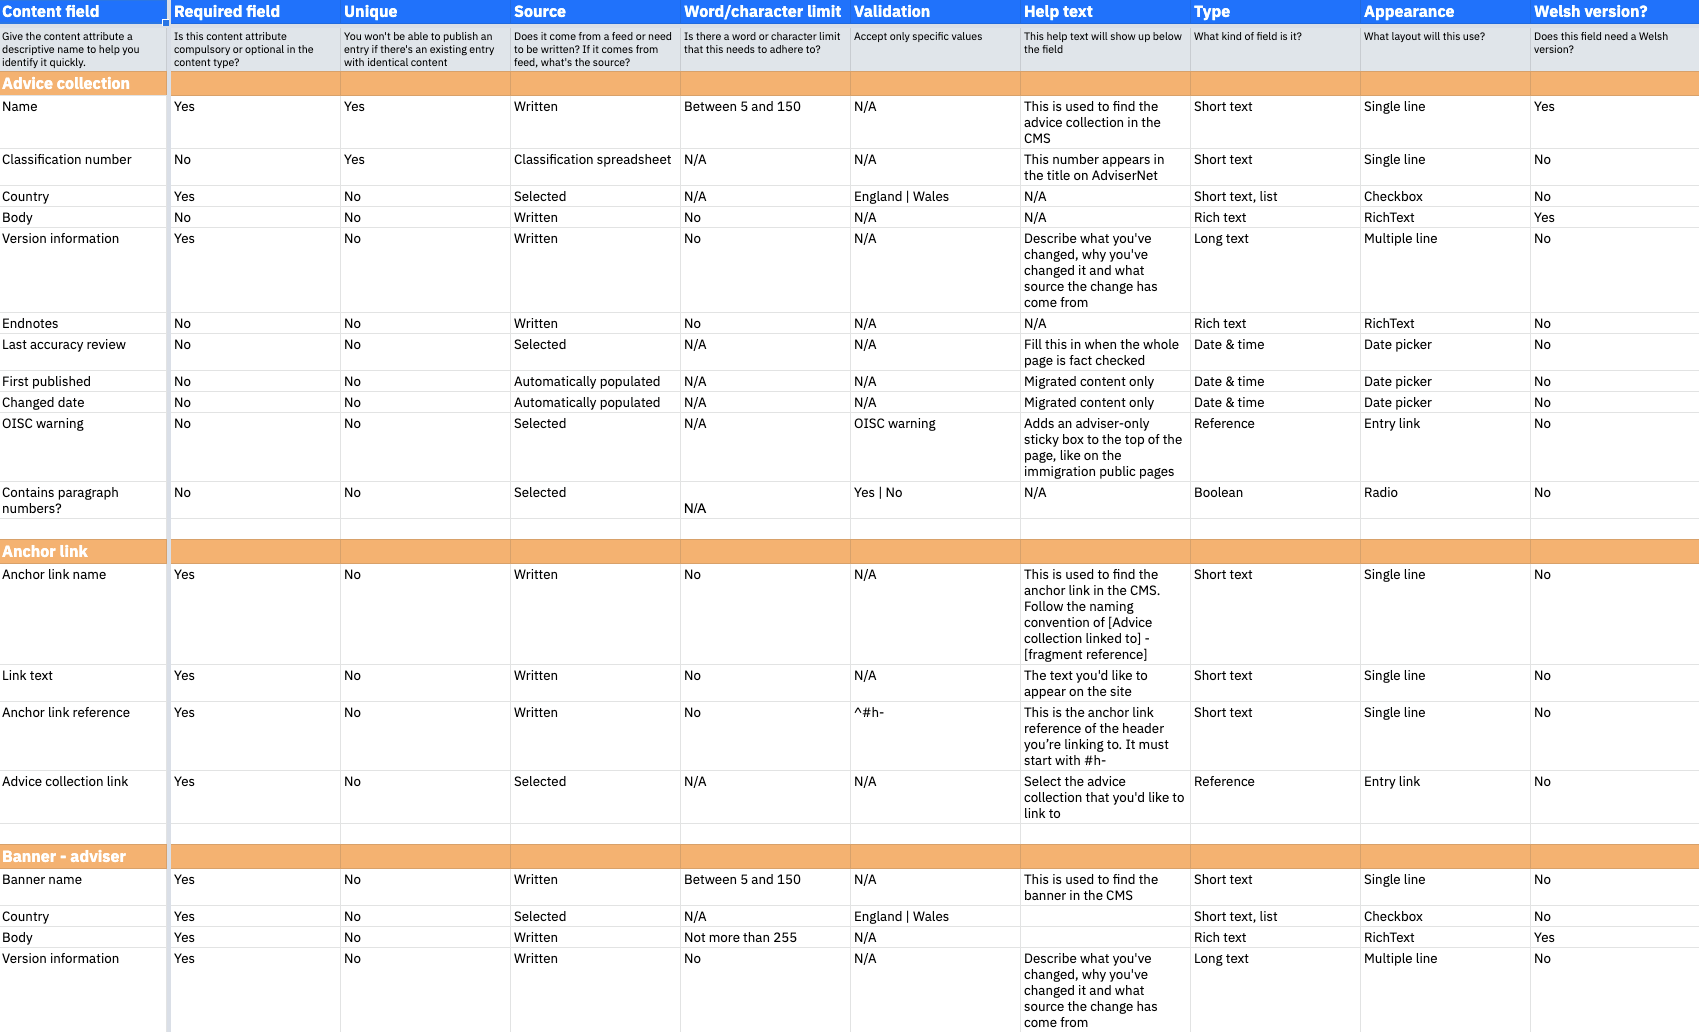 Content field Required field Unique Source Word/character limit Validation Help text Type Appearance Welsh version?
Give the content attribute a descriptive name to help you identify it quickly. Is this content attribute compulsory or optional in the content type? You won't be able to publish an entry if there's an existing entry with identical content Does it come from a feed or need to be written? If it comes from feed, what's the source? Is there a word or character limit that this needs to adhere to? Accept only specific values This help text will show up below the field What kind of field is it? What layout will this use? Does this field need a Welsh version?
Advice collection
Name Yes Yes Written Between 5 and 150 N/A This is used to find the advice collection in the CMS Short text Single line Yes
Classification number No Yes Classification spreadsheet N/A N/A This number appears in the title on AdviserNet Short text Single line No
Country Yes No Selected N/A England | Wales N/A Short text, list Checkbox No
Body No No Written No N/A N/A Rich text RichText Yes
Version information Yes No Written No N/A Describe what you've changed, why you've changed it and what source the change has come from Long text Multiple line No
Endnotes No No Written No N/A N/A Rich text RichText No
Last accuracy review No No Selected N/A N/A Fill this in when the whole page is fact checked Date & time Date picker No
First published No No Automatically populated N/A N/A Migrated content only Date & time Date picker No
Changed date No No Automatically populated N/A N/A Migrated content only Date & time Date picker No
OISC warning No No Selected N/A OISC warning Adds an adviser-only sticky box to the top of the page, like on the immigration public pages Reference Entry link No
Contains paragraph numbers? No No Selected N/A Yes | No N/A Boolean Radio No
Anchor link
Anchor link name Yes No Written No N/A This is used to find the anchor link in the CMS. Follow the naming convention of [Advice collection linked to] - [fragment reference] Short text Single line No
Link text Yes No Written No N/A The text you'd like to appear on the site Short text Single line No
Anchor link reference Yes No Written No ^#h- This is the anchor link reference of the header you’re linking to. It must start with #h- Short text Single line No
Advice collection link Yes No Selected N/A N/A Select the advice collection that you'd like to link to Reference Entry link No
Banner - adviser
Banner name Yes No Written Between 5 and 150 N/A This is used to find the banner in the CMS Short text Single line No
Country Yes No Selected N/A England | Wales Short text, list Checkbox No
Body Yes No Written Not more than 255 N/A Rich text RichText Yes
Version information Yes No Written No N/A Describe what you've changed, why you've changed it and what source the change has come from Long text Multiple line No